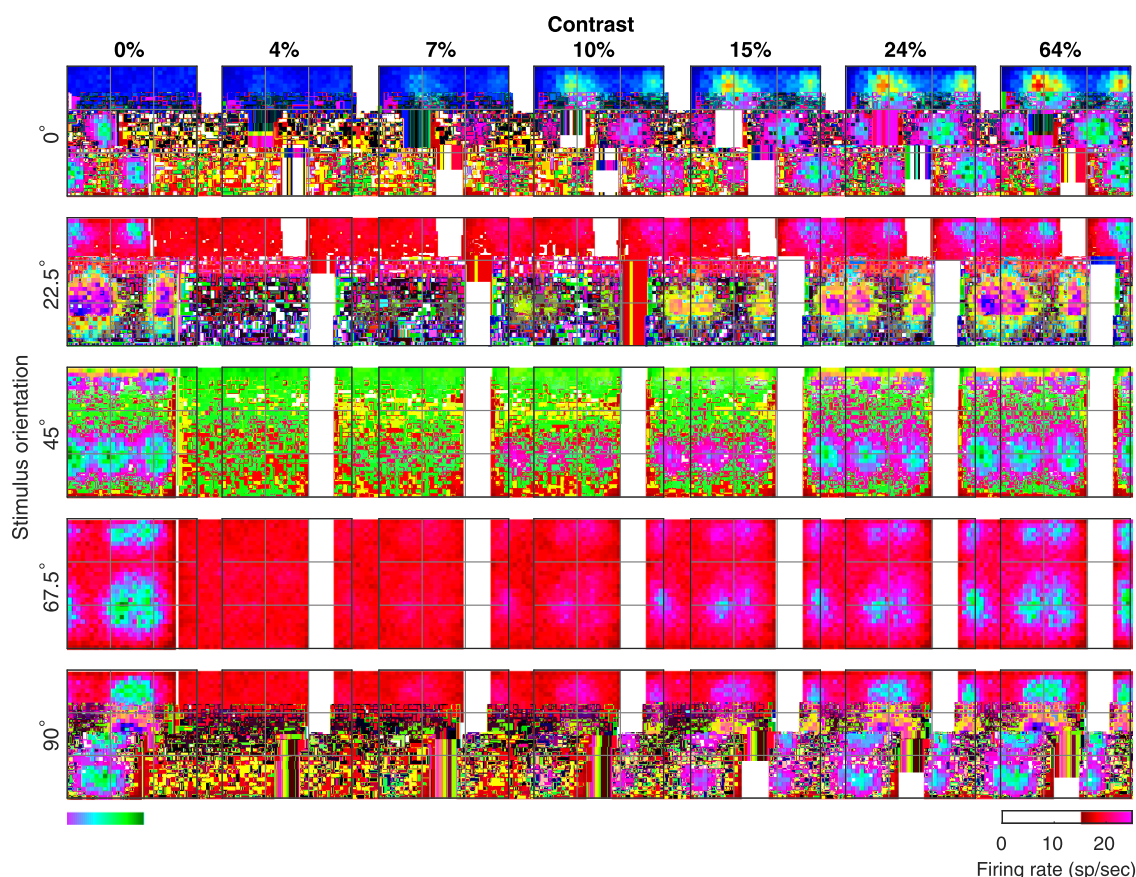 Contrast
0% 4% 7% 10% 15% 24% 64%
Stimulus orientation
0°
22.5°
45°
67.5°
90°
0 10 20
Firing rate (sp/sec)